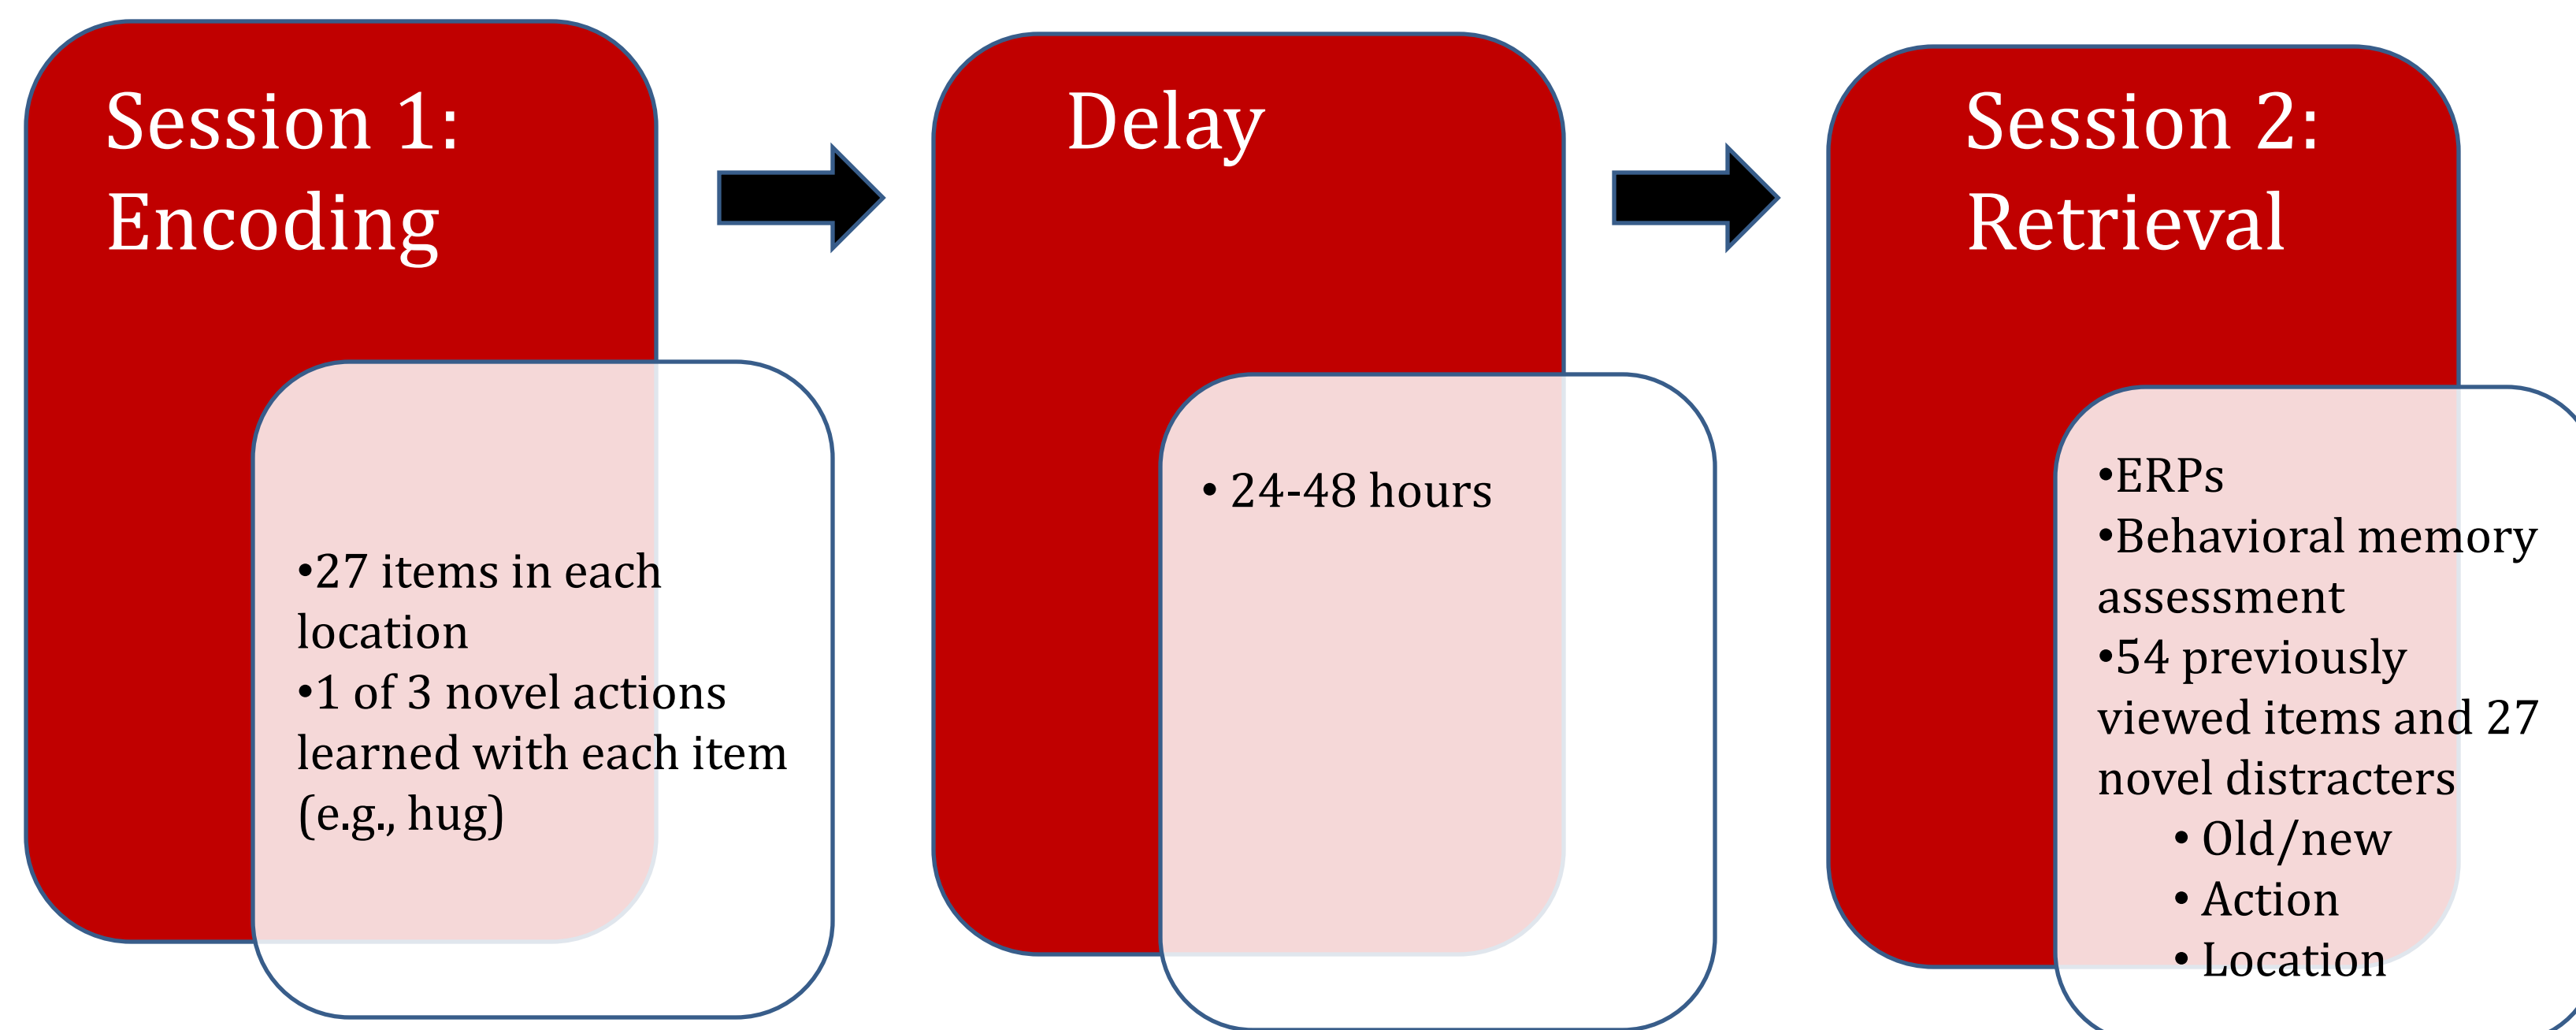 Session 1:
Encoding
•27 items in each
location
•1 of 3 novel actions
learned with each item
(e.g., hug)
Delay
• 24-48 hours
Session 2:
Retrieval
•ERPs
•Behavioral memory
assessment
•54 previously
viewed items and 27
novel distracters
• Old/new
• Action
• Location